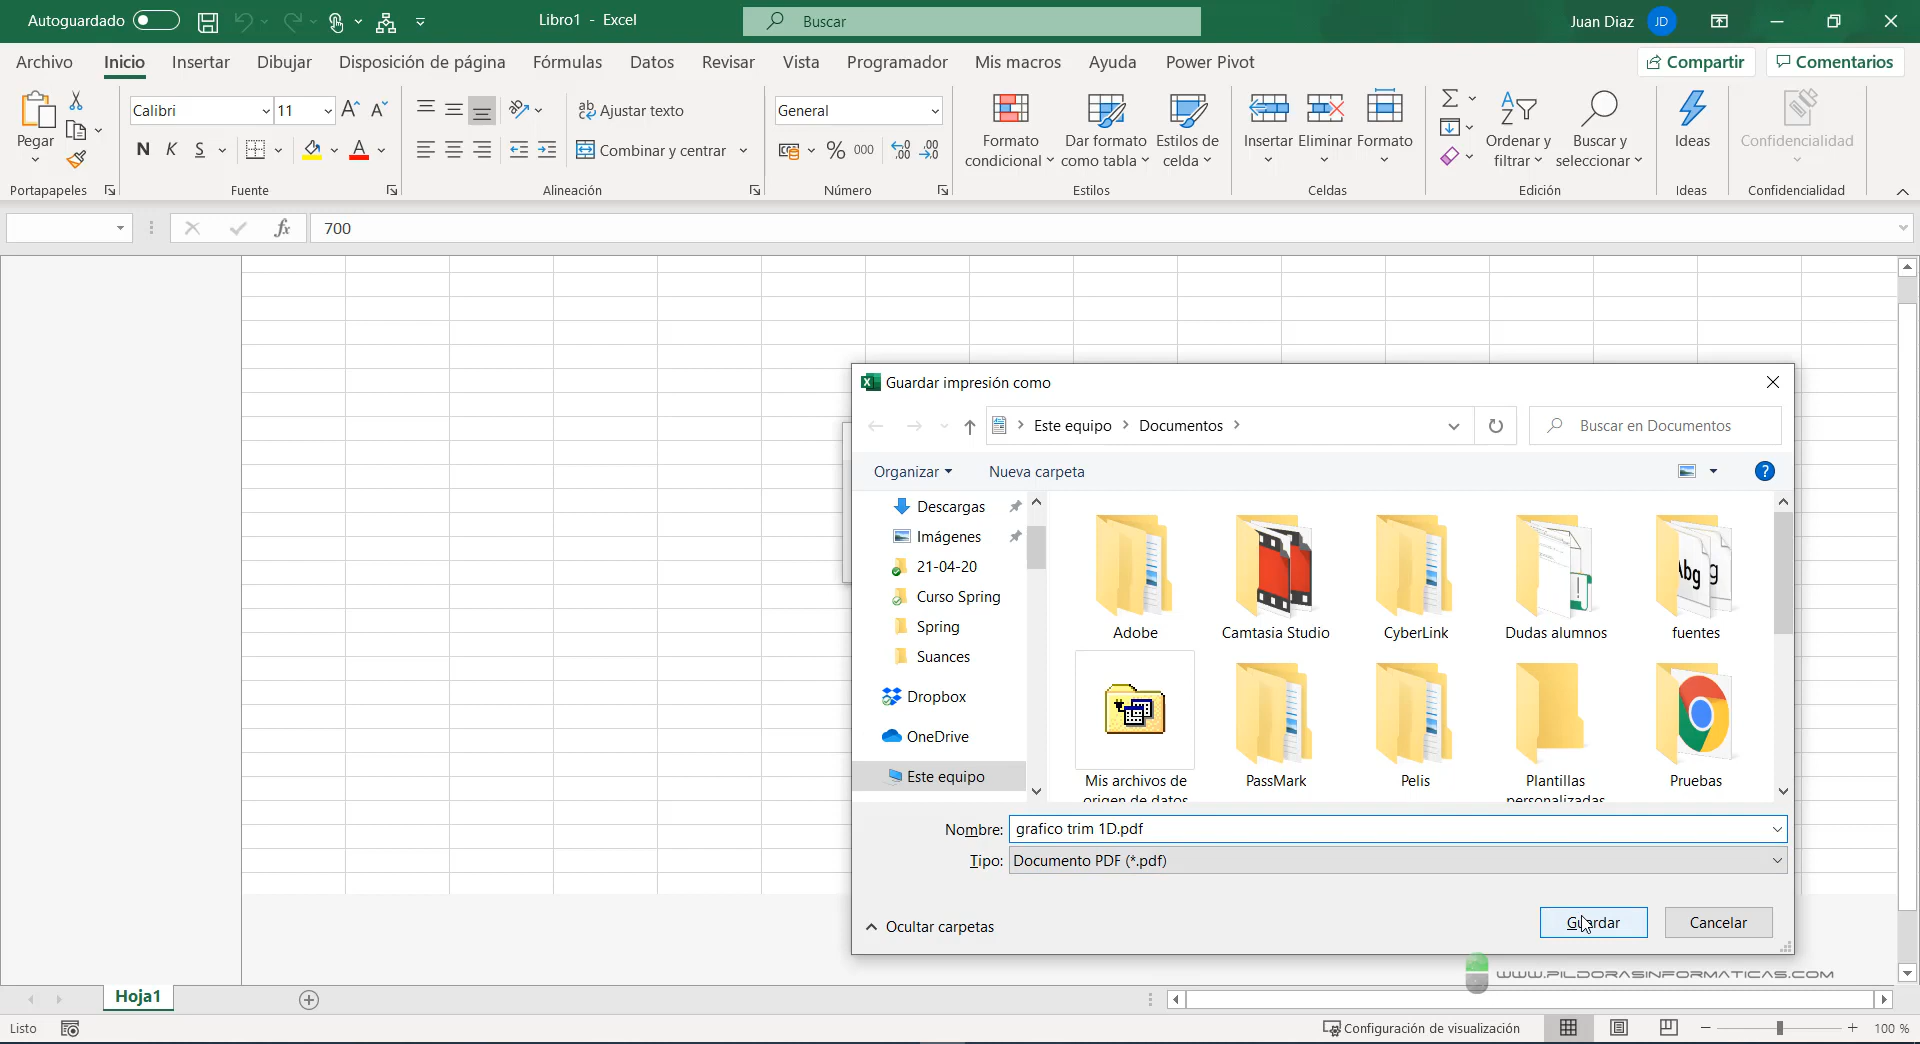 Autoguardado
Libro1 - Excel
Buscar
Juan Diaz
JD
Archivo
Inicio
Insertar
Dibujar
Disposición de página
Fórmulas
Datos
Revisar
Vista
Programador
Mis macros
Ayuda
Power Pivot
Compartir
Comentarios
Pegar
Calibri
11
N K S
Ajustar texto
Combinar y centrar
General
% 000
Formato
condicional
Dar formato
como tabla
Estilos de
celda
Insertar
Eliminar
Formato
Ordenar y
filtrar
Buscar y
seleccionar
Ideas
Confidencialidad
Portapapeles
Fuente
Alineación
Número
Estilos
Celdas
Edición
Ideas
Confidencialidad
fx
700
Guardar impresión como
Este equipo > Documentos >
Buscar en Documentos
Organizar
Nueva carpeta
Descargas
Imágenes
21-04-20
Curso Spring
Spring
Suances
Dropbox
OneDrive
Este equipo
Adobe
Camtasia Studio
CyberLink
Dudas alumnos
fuentes
Mis archivos de
origen de datos
PassMark
Pelis
Plantillas
personalizadas
Pruebas
Nombre: grafico trim 1D.pdf
Tipo: Documento PDF (*.pdf)
Ocultar carpetas
Guardar
Cancelar
WWW.PILDORASINFORMATICAS.COM
Hoja1
Listo
Configuración de visualización
100 %